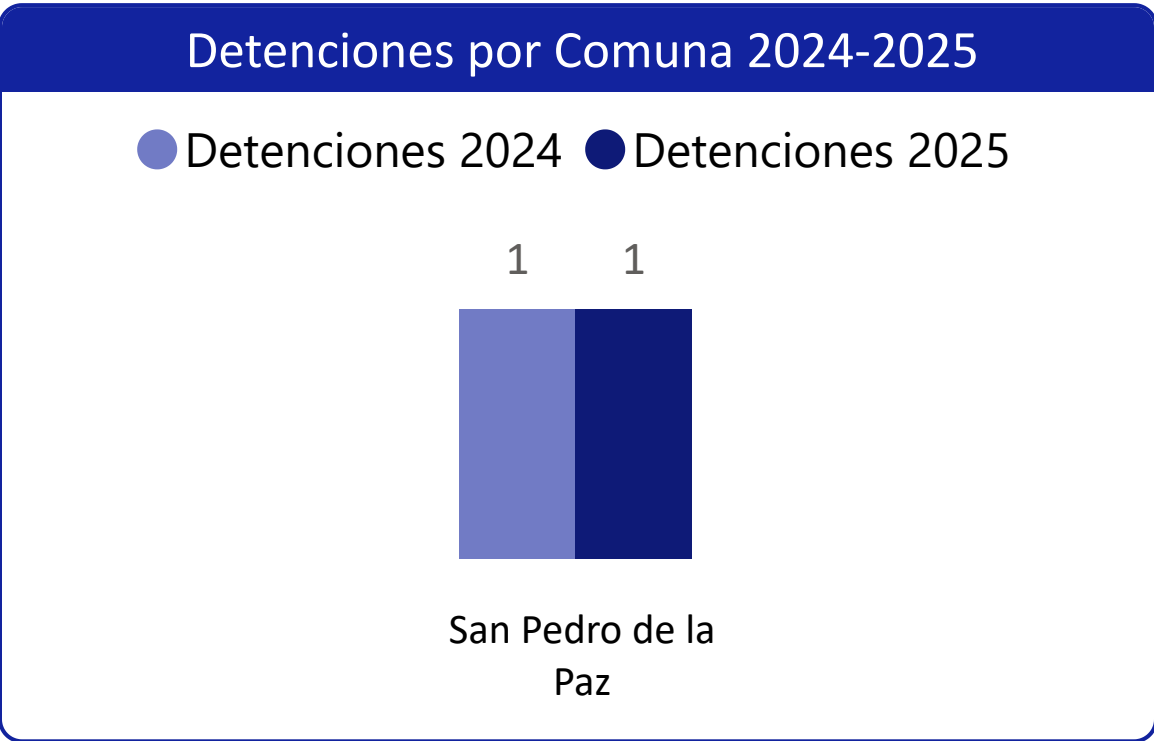 Detenciones por Comuna 2024-2025
Detenciones 2024 Detenciones 2025
1 1
San Pedro de la
Paz